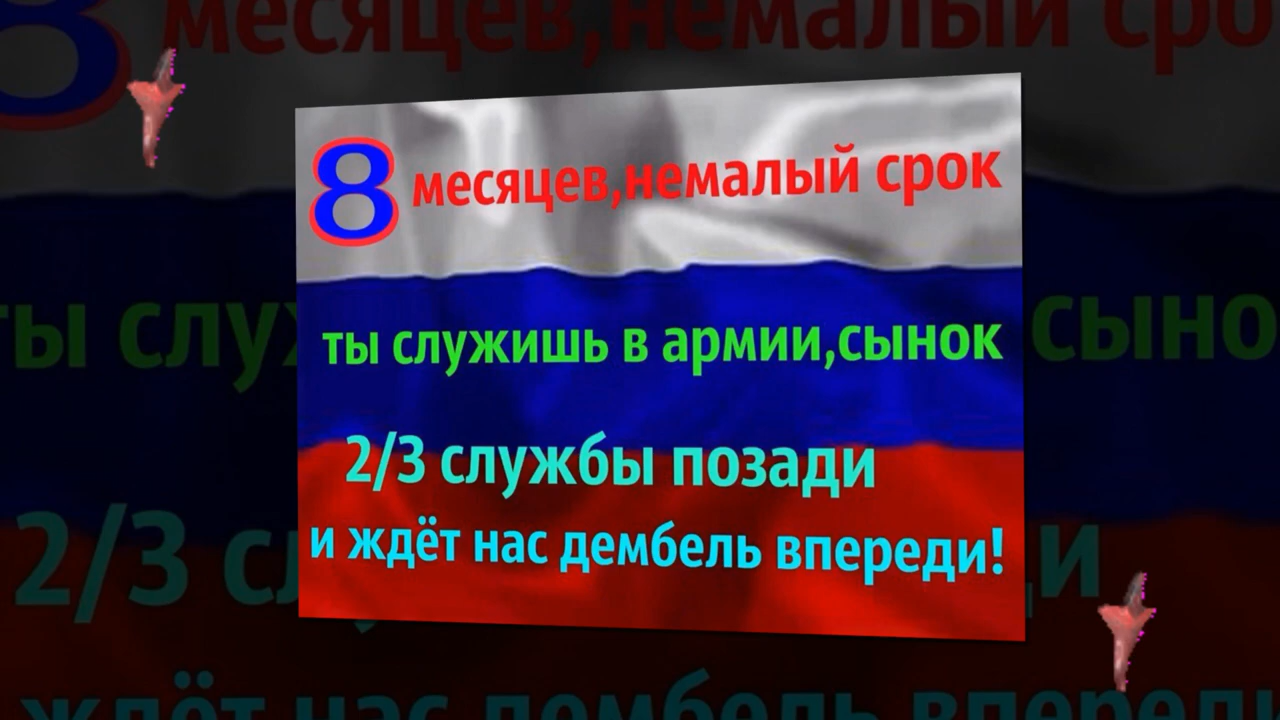 8 месяцев,немалый срок
ты служишь в армии,сынок
2/3 службы позади
и ждёт нас дембель впереди!